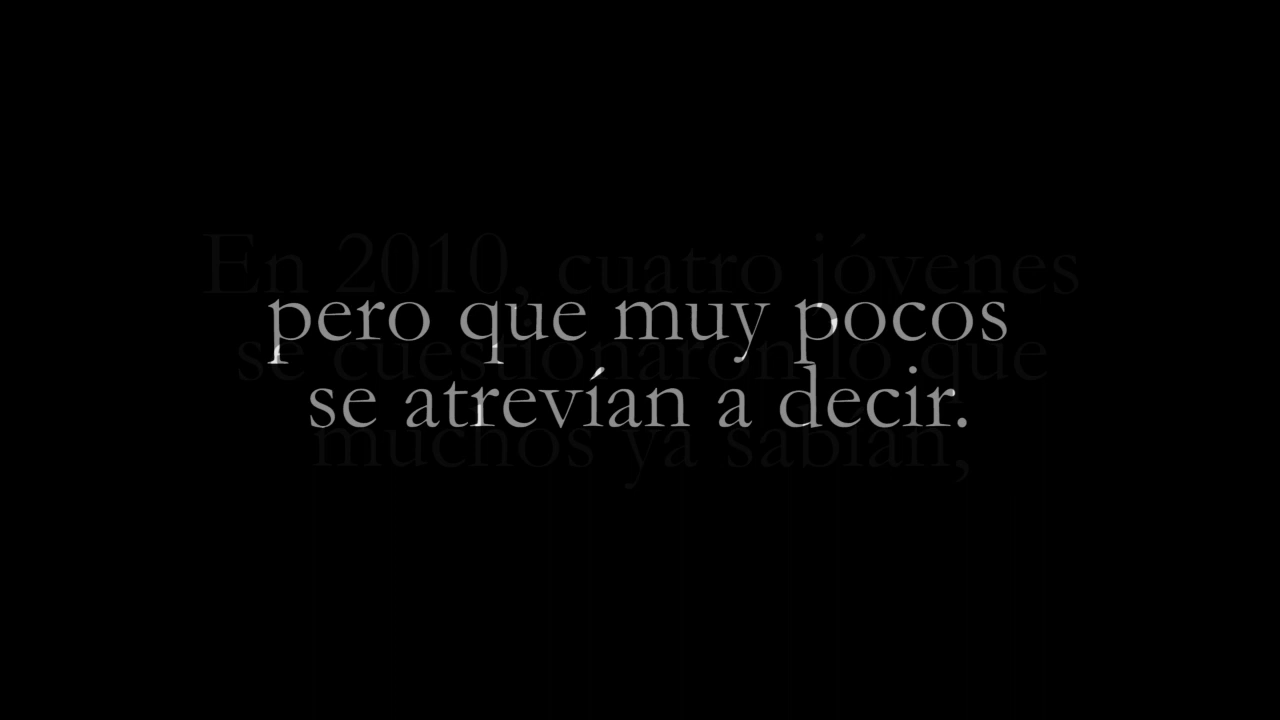 En 2010, cuatro jóvenes
se cuestionaron lo que
muchos ya sabían,
pero que muy pocos
se atrevían a decir.